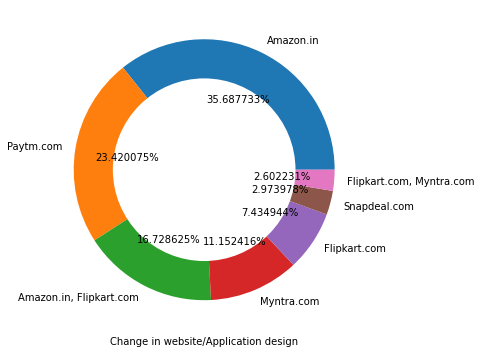 Amazon.in
35.687733%
Paytm.com
23.420075%
2.602231%
Flipkart.com, Myntra.com
2.973978%
Snapdeal.com
7.434944%
16.728625%
11.152416%
Flipkart.com
Amazon.in, Flipkart.com
Myntra.com
Change in website/Application design